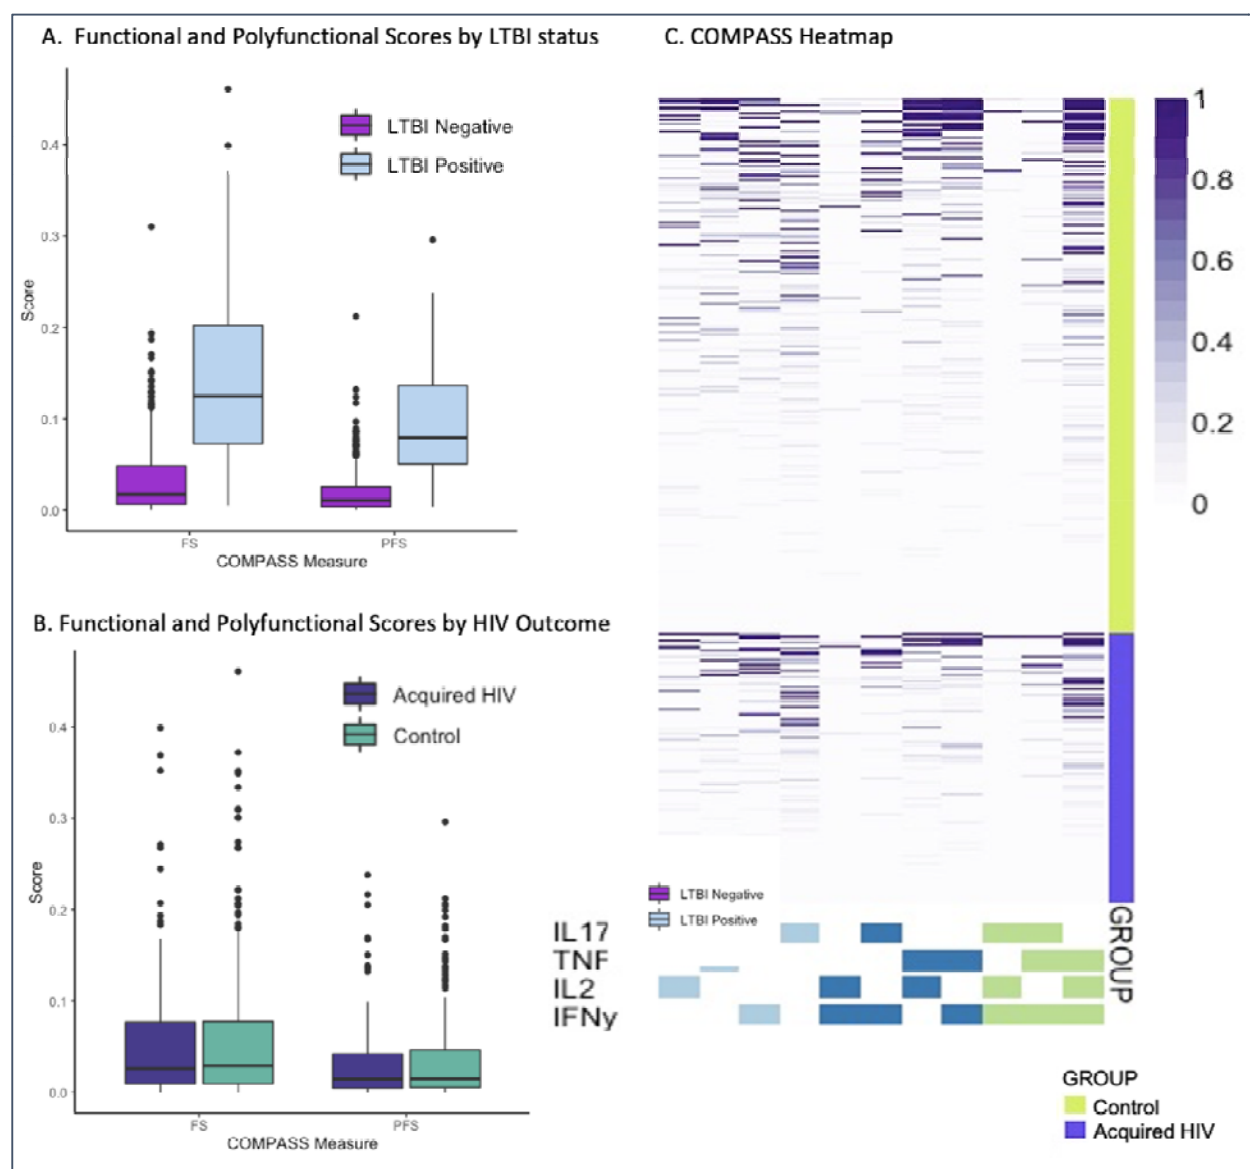 A. Functional and Polyfunctional Scores by LTBI status
0.4
0.3
0.2
0.1
0.0
Score
LTBI Negative
LTBI Positive
FS
PFS
COMPASS Measure
B. Functional and Polyfunctional Scores by HIV Outcome
0.4
0.3
0.2
0.1
0.0
Score
Acquired HIV
Control
FS
PFS
COMPASS Measure
C. COMPASS Heatmap
1
0.8
0.6
0.4
0.2
0
LTBI Negative
LTBI Positive
IL17
TNF
IL2
IFNy
GROUP
GROUP
Control
Acquired HIV